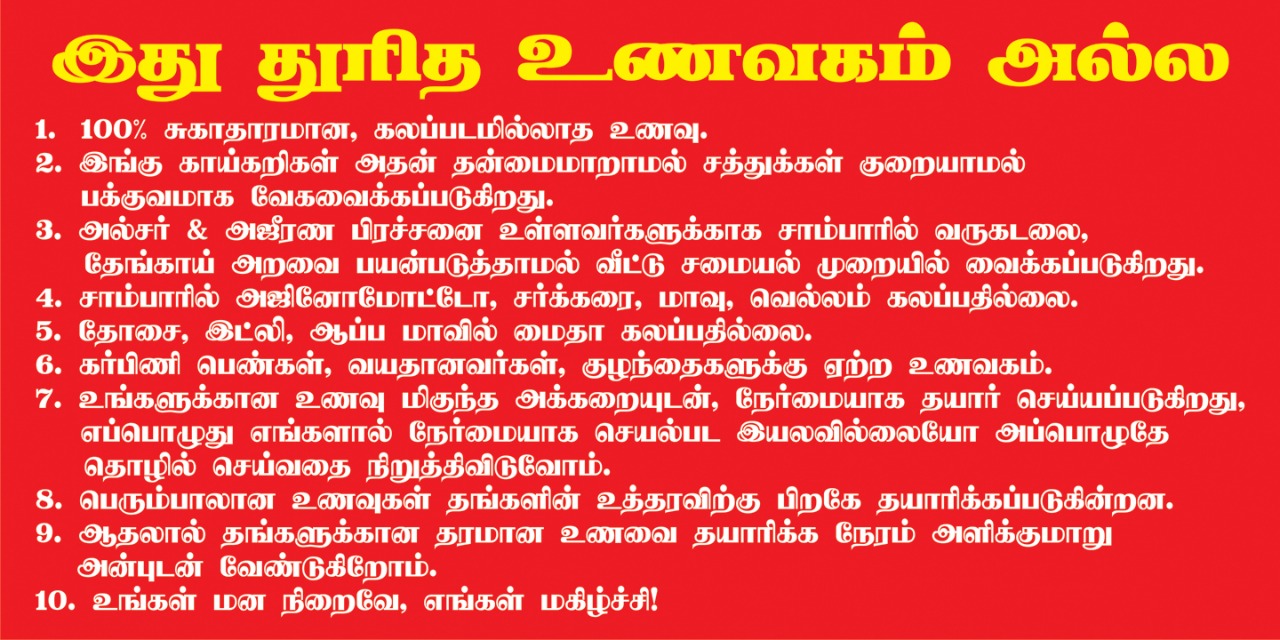 இது தூரித உணவகம் அல்ல
1. 100% சுகாதாரமான, கலப்படமில்லாத உணவு.
2. இங்கு காய்கறிகள் அதன் தன்மைமாறாமல் சத்துக்கள் குறையாமல்
பக்குவமாக வேகவைக்கப்படுகிறது.
3. அல்சர் & அஜீரண பிரச்சனை உள்ளவர்களுக்காக சாம்பாரில் வருகடலை,
தேங்காய் அறவை பயன்படுத்தாமல் வீட்டு சமையல் முறையில் வைக்கப்படுகிறது.
4. சாம்பாரில் அஜினோமோட்டோ, சர்க்கரை, மாவு, வெல்லம் கலப்பதில்லை.
5. தோசை, இட்லி, ஆப்ப மாவில் மைதா கலப்பதில்லை.
6. கர்பிணி பெண்கள், வயதானவர்கள், குழந்தைகளுக்கு ஏற்ற உணவகம்.
7. உங்களுக்கான உணவு மிகுந்த அக்கறையுடன், நேர்மையாக தயார் செய்யப்படுகிறது,
எப்பொழுது எங்களால் நேர்மையாக செயல்பட இயலவில்லையோ அப்பொழுதே
தொழில் செய்வதை நிறுத்திவிடுவோம்.
8. பெரும்பாலான உணவுகள் தங்களின் உத்தரவிற்கு பிறகே தயாரிக்கப்படுகின்றன.
9. ஆதலால் தங்களுக்கான தரமான உணவை தயாரிக்க நேரம் அளிக்குமாறு
அன்புடன் வேண்டுகிறோம்.
10. உங்கள் மன நிறைவே, எங்கள் மகிழ்ச்சி!